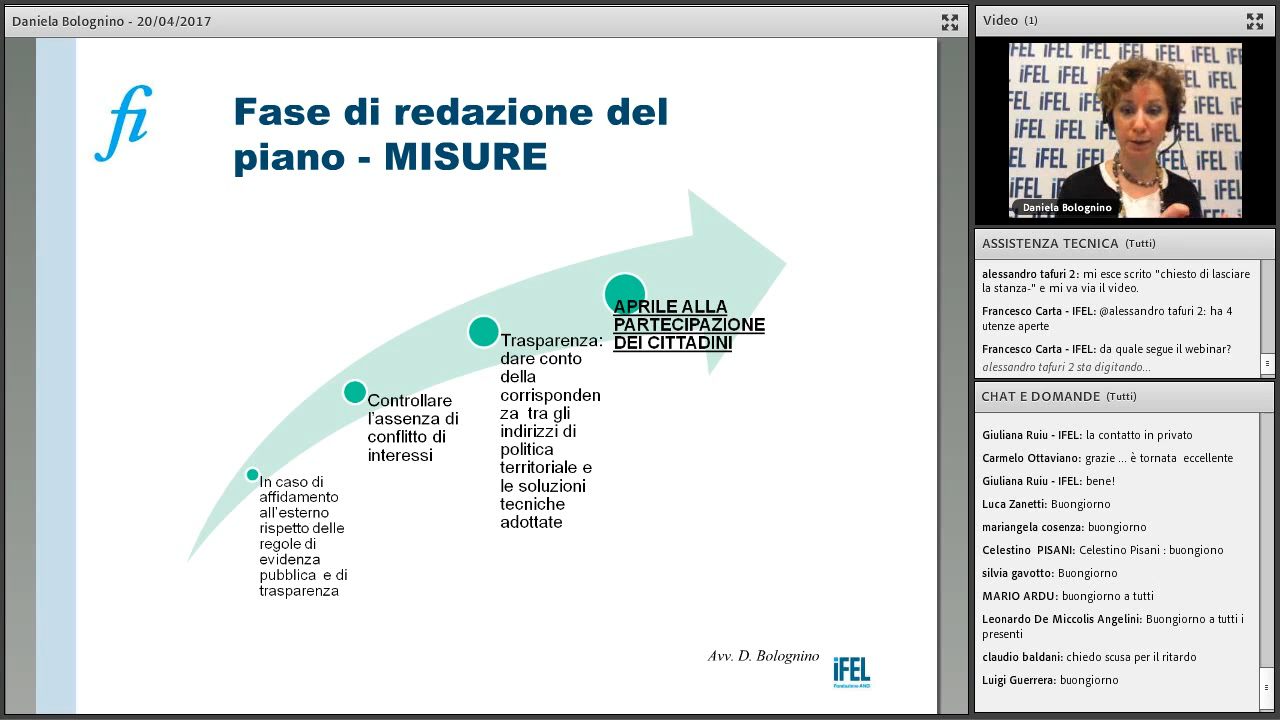 Daniela Bolognino - 20/04/2017
fi
Fase di redazione del
piano - MISURE
In caso di
affidamento
all'esterno
rispetto delle
regole di
evidenza
pubblica e di
trasparenza
Controllare
l'assenza di
conflitto di
interessi
Trasparenza:
dare conto
della
corrisponden
za tra gli
indirizzi di
politica
territoriale e
le soluzioni
tecniche
adottate
APRILE ALLA
PARTECIPAZIONE
DEI CITTADINI
Avv. D. Bolognino
iFEL
Fondazione ANCI
Video (1)
iFEL
Daniela Bolognino
ASSISTENZA TECNICA (Tutti)
alessandro tafuri 2: mi esce scrito "chiesto di lasciare
la stanza-" e mi va via il video.
Francesco Carta - IFEL: @alessandro tafuri 2: ha 4
utenze aperte
Francesco Carta - IFEL: da quale segue il webinar?
alessandro tafuri 2 sta digitando...
CHAT E DOMANDE (Tutti)
Giuliana Ruiu - IFEL: la contatto in privato
Carmelo Ottaviano: grazie ... è tornata eccellente
Giuliana Ruiu - IFEL: bene!
Luca Zanetti: Buongiorno
mariangela cosenza: buongiorno
Celestino PISANI: Celestino Pisani : buongiono
silvia gavotto: Buongiorno
MARIO ARDU: buongiorno a tutti
Leonardo De Miccolis Angelini: Buongiorno a tutti i
presenti
claudio baldani: chiedo scusa per il ritardo
Luigi Guerrera: buongiorno